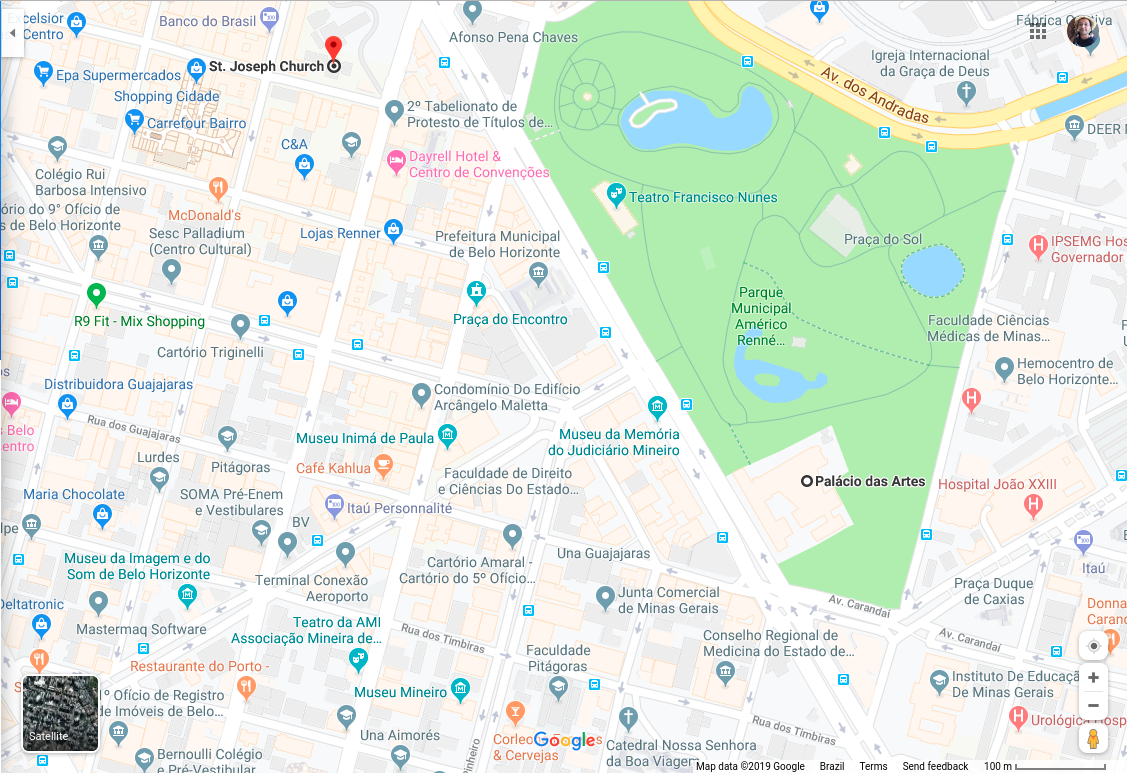 Excelsior
Centro
Banco do Brasil
Afonso Pena Chaves
Igreja Internacional
da Graça de Deus
Av. dos Andradas
Epa Supermercados
St. Joseph Church
Shopping Cidade
Carrefour Bairro
2º Tabelionato de
Protesto de Títulos de...
DEER
C&A
Dayrell Hotel &
Centro de Convenções
Colégio Rui
Barbosa Intensivo
Teatro Francisco Nunes
ório do 9° Ofício de
s de Belo Horizonte
McDonald's
Sesc Palladium
(Centro Cultural)
Lojas Renner
Prefeitura Municipal
de Belo Horizonte
Praça do Sol
IPSEMG Hos
Governador
R9 Fit - Mix Shopping
Praça do Encontro
Parque
Municipal
Américo
Renné...
Faculdade Ciências
Médicas de Minas...
Cartório Triginelli
Hemocentro de
Belo Horizonte...
Distribuidora Guajajaras
Condomínio Do Edifício
Arcângelo Maletta
s Belo
entro
Rua dos Guajajaras
Museu Inimá de Paula
Museu da Memória
do Judiciário Mineiro
Lurdes
Pitágoras
Café Kahlua
Faculdade de Direito
e Ciências Do Estado...
Palácio das Artes
Hospital João XXIII
Maria Chocolate
SOMA Pré-Enem
e Vestibulares
Itaú Personnalité
BV
lpe
Museu da Imagem e do
Som de Belo Horizonte
Una Guajajaras
Cartório Amaral -
Cartório do 5º Ofício...
Itaú
Terminal Conexão
Aeroporto
Praça Duque
de Caxias
Deltatronic
Junta Comercial
de Minas Gerais
Av. Carandaí
Donna
Carand
Mastermaq Software
Teatro da AMI
Associação Mineira de...
Rua dos Timbiras
Conselho Regional de
Medicina do Estado de...
Av. Carandaí
Restaurante do Porto -
Faculdade
Pitágoras
Instituto De Educaçã
De Minas Gerais
1º Ofício de Registro
de Imóveis de Belo...
Museu Mineiro
Rua dos Timbiras
Urológica Hosp
Satellite
Una Aimorés
Google
& Cervejas
Catedral Nossa Senhora
da Boa Viagem
Bernoulli Colégio
e Pré-Vestibular
Map data ©2019 Google Brazil Terms Send feedback 100 m